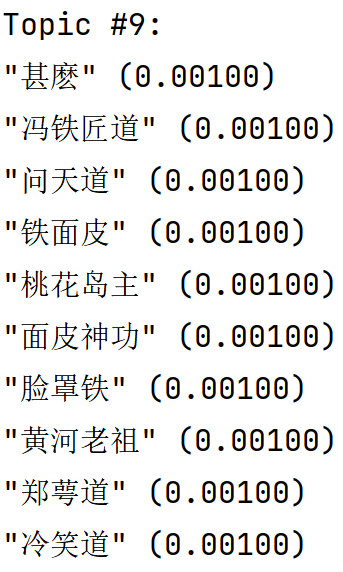 Topic #9:
"甚麽" (0.00100)
"冯铁匠道" (0.00100)
"问天道" (0.00100)
"铁面皮" (0.00100)
"桃花岛主" (0.00100)
"面皮神功" (0.00100)
"脸罩铁" (0.00100)
"黄河老祖" (0.00100)
"郑萼道" (0.00100)
"冷笑道" (0.00100)